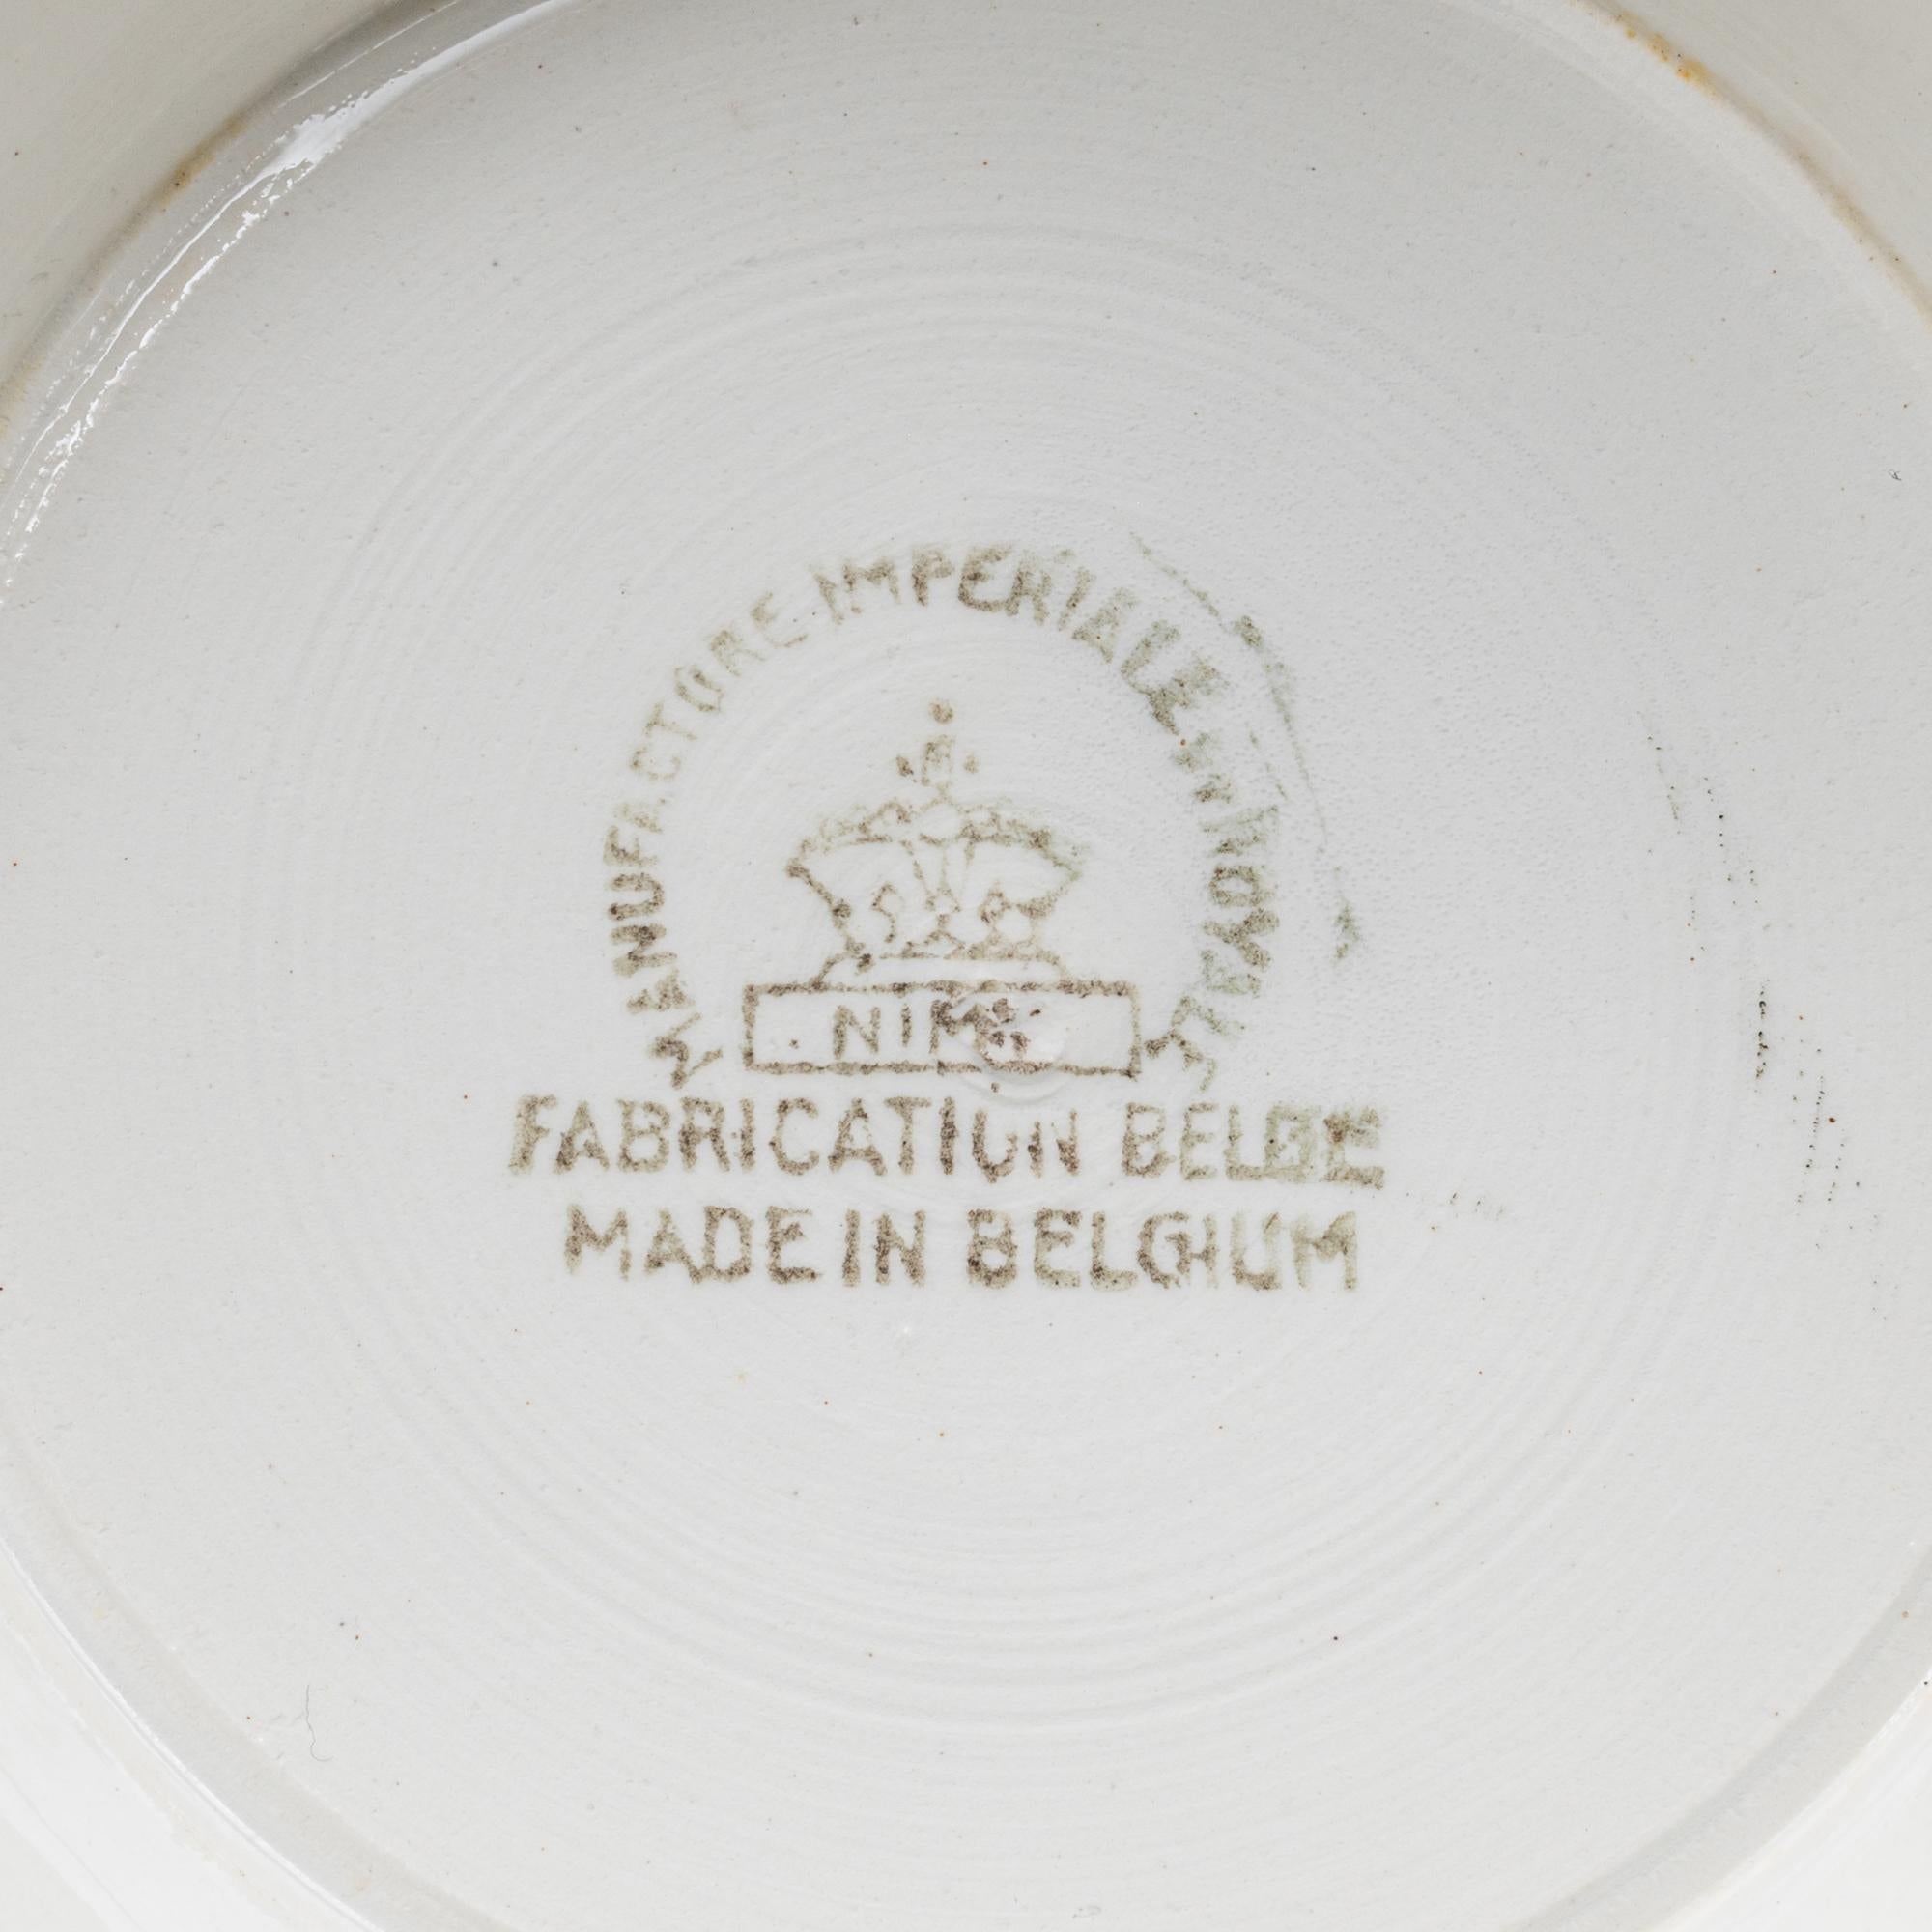 MANUFACTURE IMPERIALE ET ROYALE
NIMY
FABRICATION BELGE
MADE IN BELGIUM